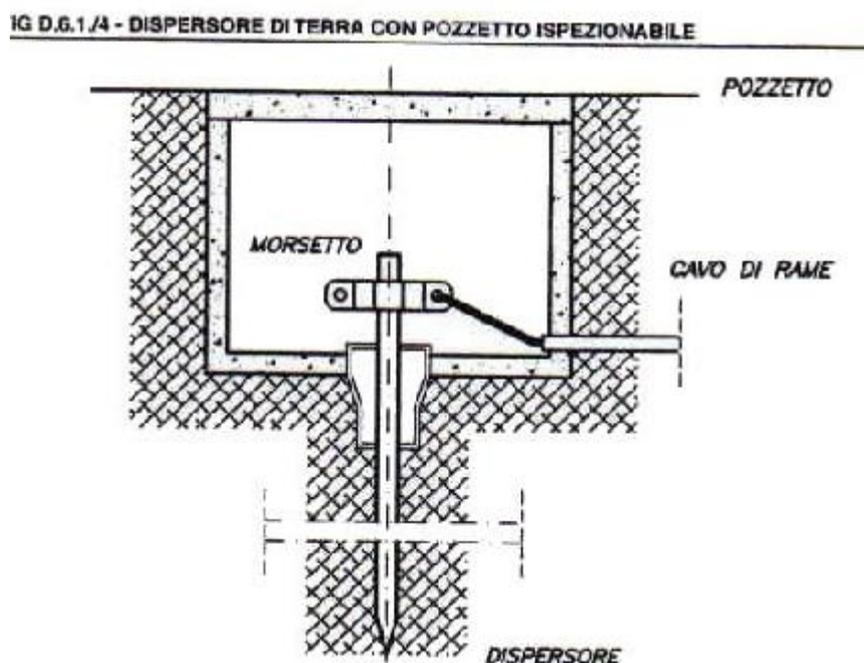 IG D.6.1./4 - DISPERSORE DI TERRA CON POZZETTO ISPEZIONABILE
POZZETTO
MORSETTO
CAVO DI RAME
DISPERSORE